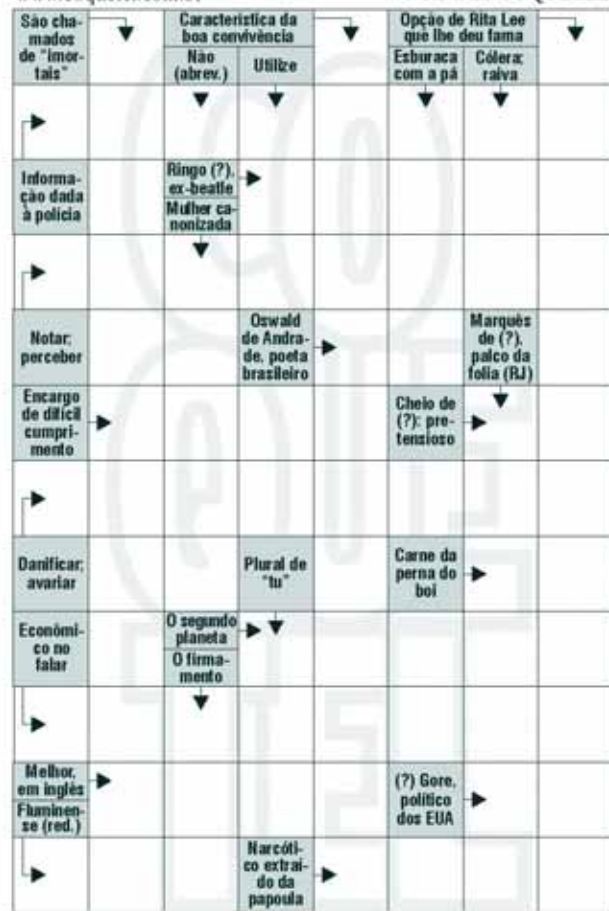 São cha-
mados
de "imor-
tais"
Característica da
boa convivência
Não
(abrev.)
Utilize
Opção de Rita Lee
que lhe deu fama
Esburaca
com a pá
Cólera;
raiva
Informa-
ção dada
à polícia
Ringo (?),
ex-beatle
Mulher ca-
nonizada
Notar;
perceber
Oswald
de Andra-
de, poeta
brasileiro
Marquês
de (?),
palco da
folia (RJ)
Encargo
de difícil
cumpri-
mento
Cheio de
(?): pre-
tensioso
Danificar;
avariar
Plural de
"tu"
Carne da
perna do
boi
Econômi-
co no
falar
O segundo
planeta
O firma-
mento
Melhor,
em inglês
Fluminen-
se (red.)
(?) Gore,
político
dos EUA
Narcóti-
co extraí-
do da
papoula